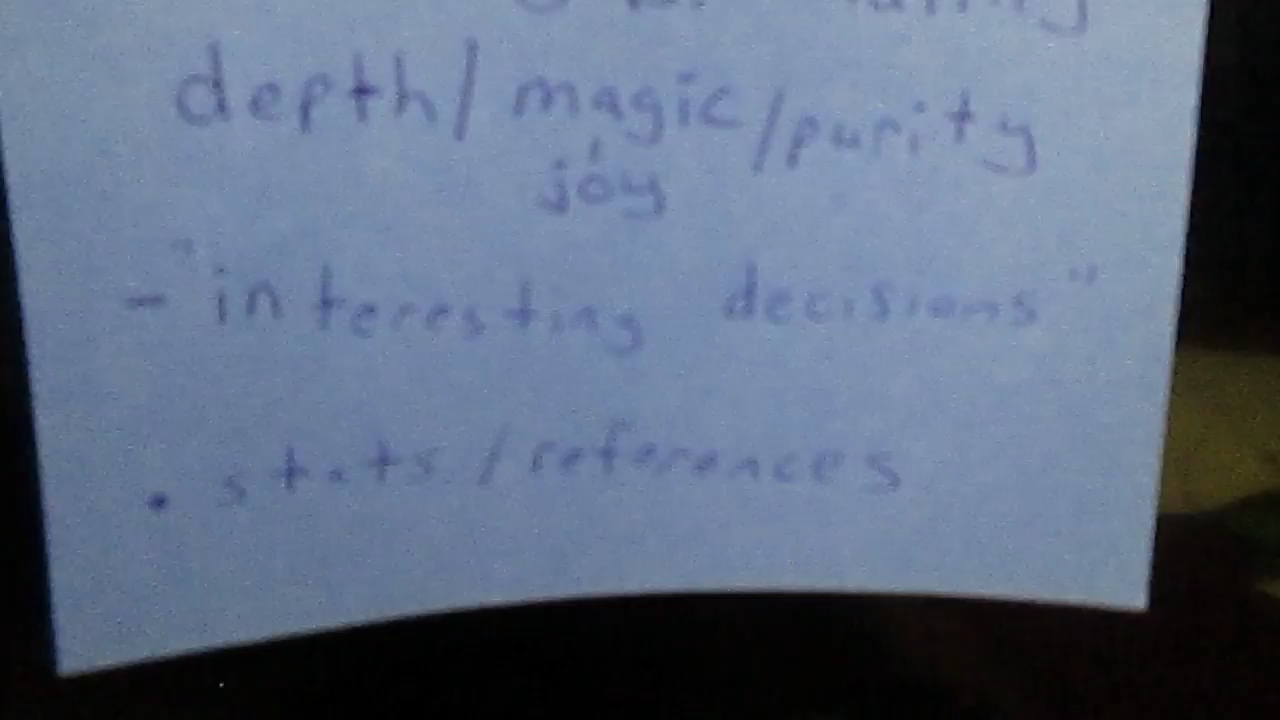 depth/ magic/purity
joy
- "interesting decisions"
• stats/references